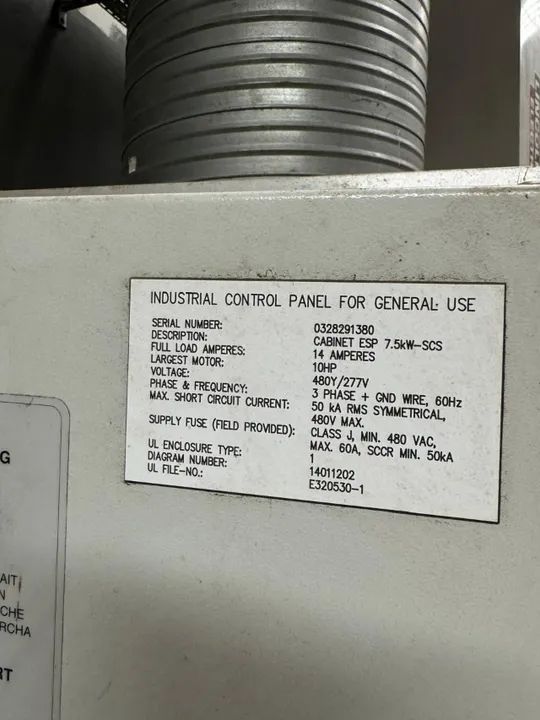 INDUSTRIAL CONTROL PANEL FOR GENERAL USE
SERIAL NUMBER: 0328291380
DESCRIPTION: CABINET ESP 7.5kW-SCS
FULL LOAD AMPERES: 14 AMPERES
LARGEST MOTOR: 10HP
VOLTAGE: 480Y/277V
PHASE & FREQUENCY: 3 PHASE + GND WIRE, 60Hz
MAX. SHORT CIRCUIT CURRENT: 50 kA RMS SYMMETRICAL,
480V MAX.
SUPPLY FUSE (FIELD PROVIDED): CLASS J, MIN. 480 VAC,
MAX. 60A, SCCR MIN. 50kA
UL ENCLOSURE TYPE: 1
DIAGRAM NUMBER: 14011202
UL FILE-NO.: E320530-1
G
AIT
N
CHE
RCHA
RT